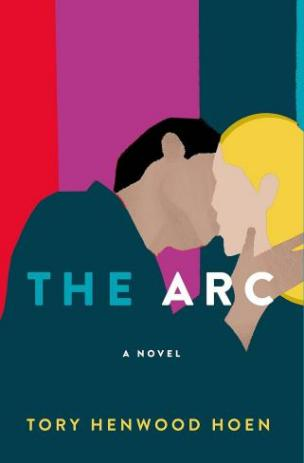 THE ARC
A NOVEL
TORY HENWOOD HOEN